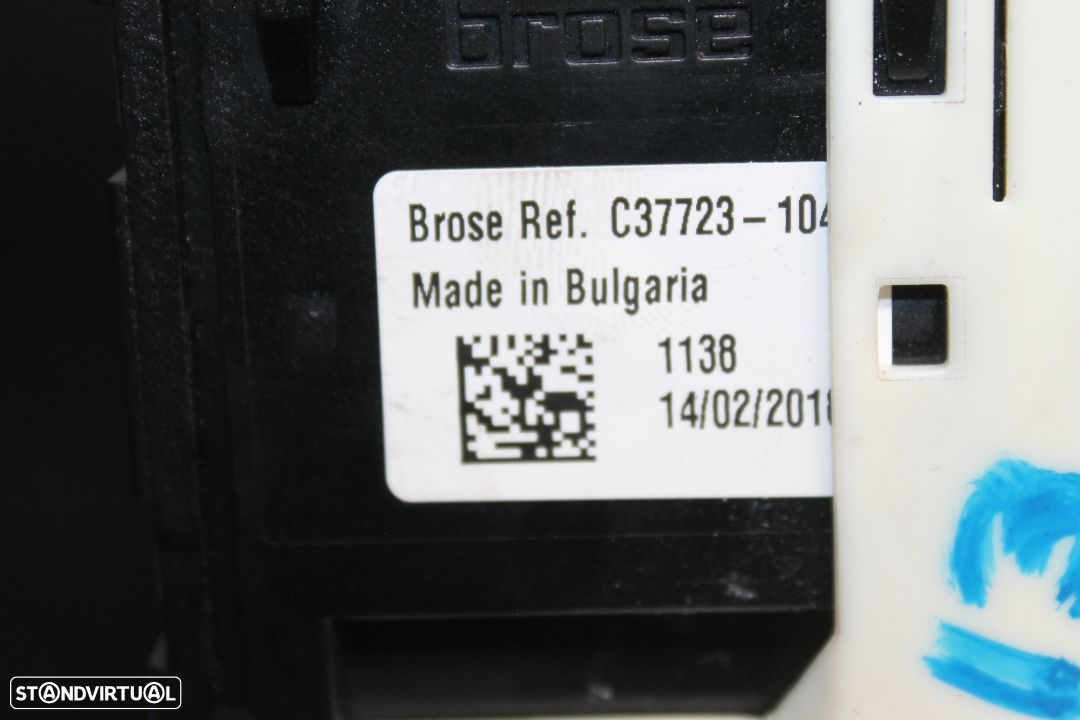 brose
Brose Ref. C37723-104
Made in Bulgaria
1138
14/02/2018
STANDVIRTUAL